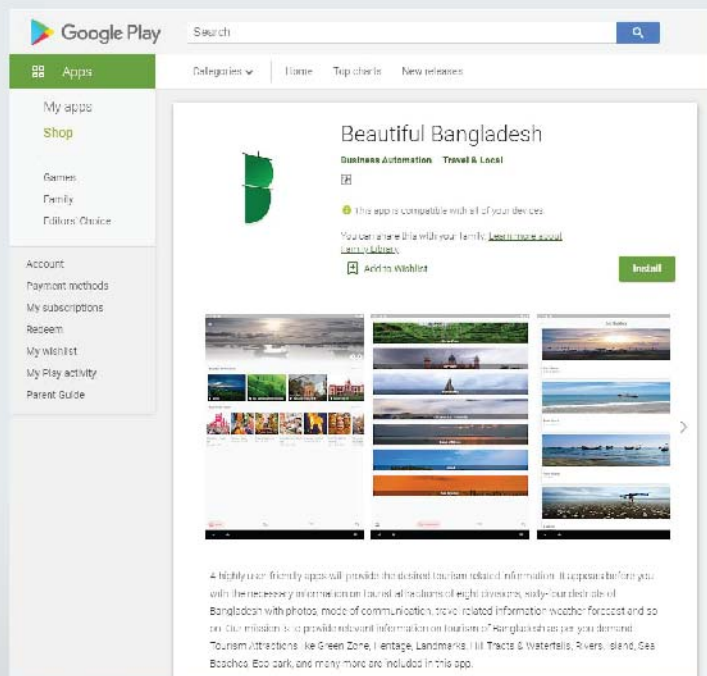 Google Play
Search
Apps
Categories
Home
Top charts
New releases
My apps
Shop
Games
Family
Editors' Choice
Account
Payment methods
My subscriptions
Redeem
My wishlist
My Play activity
Parent Guide
Beautiful Bangladesh
Business Automation Travel & Local
This app is compatible with all of your devices.
You can share this with your family. Learn more about
Family Library
Add to Wishlist
Install
A highly user friendly apps will provide the desired tourism related information. It appears before you
with the necessary information on tourist attractions of eight divisions, sixty-four districts of
Bangladesh with photos, mode of communication, travel related information weather forecast and so
on. Our mission is to provide relevant information on tourism of Bangladesh as per you demand.
Tourism Attractions like Green Zone, Heritage, Landmarks, Hill Tracts & Waterfalls, Rivers, Island, Sea
Beaches, Eco park, and many more are included in this app.